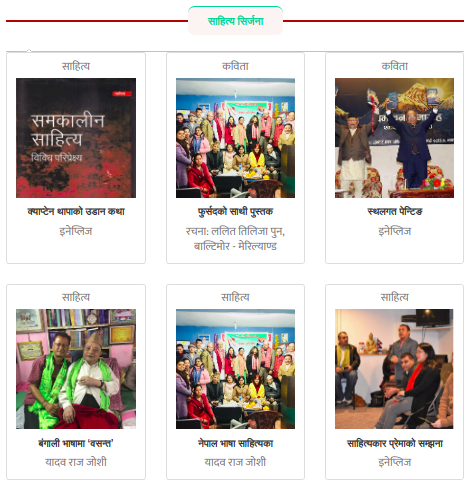 साहित्य सिर्जना
साहित्य
कविता
कविता
समकालीन
साहित्य
विविध परिप्रेक्ष्य
क्याप्टेन थापाको उडान कथा
इनेप्लिज
फुर्सदको साथी पुस्तक
रचना: ललित तिलिजा पुन,
बाल्टिमोर - मेरिल्याण्ड
स्थलगत पेन्टिङ
इनेप्लिज
साहित्य
साहित्य
साहित्य
बंगाली भाषामा ‘वसन्त’
यादव राज जोशी
नेपाल भाषा साहित्यका
यादव राज जोशी
साहित्यकार प्रेमाको सम्झना
इनेप्लिज